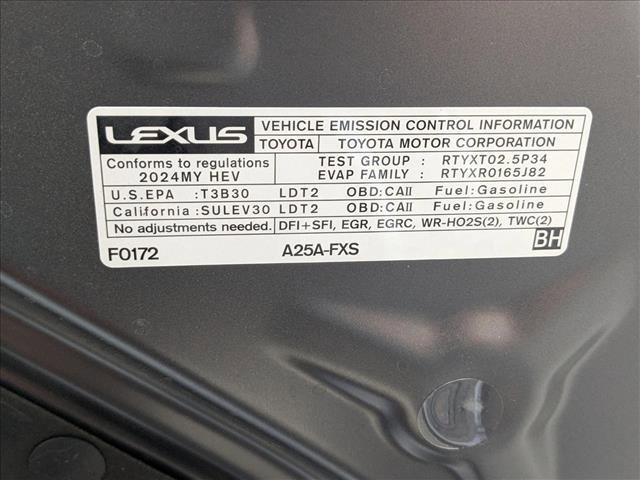 LEXUS VEHICLE EMISSION CONTROL INFORMATION
TOYOTA TOYOTA MOTOR CORPORATION
Conforms to regulations TEST GROUP : RTYXT02.5P34
2024MY HEV EVAP FAMILY : RTYXR0165J82
U.S.EPA :T3B30 LDT2 OBD:CAII Fuel:Gasoline
California :SULEV30 LDT2 OBD:CAII Fuel:Gasoline
No adjustments needed. DFI+SFI, EGR, EGRC, WR-HO2S(2), TWC(2)
F0172 A25A-FXS BH